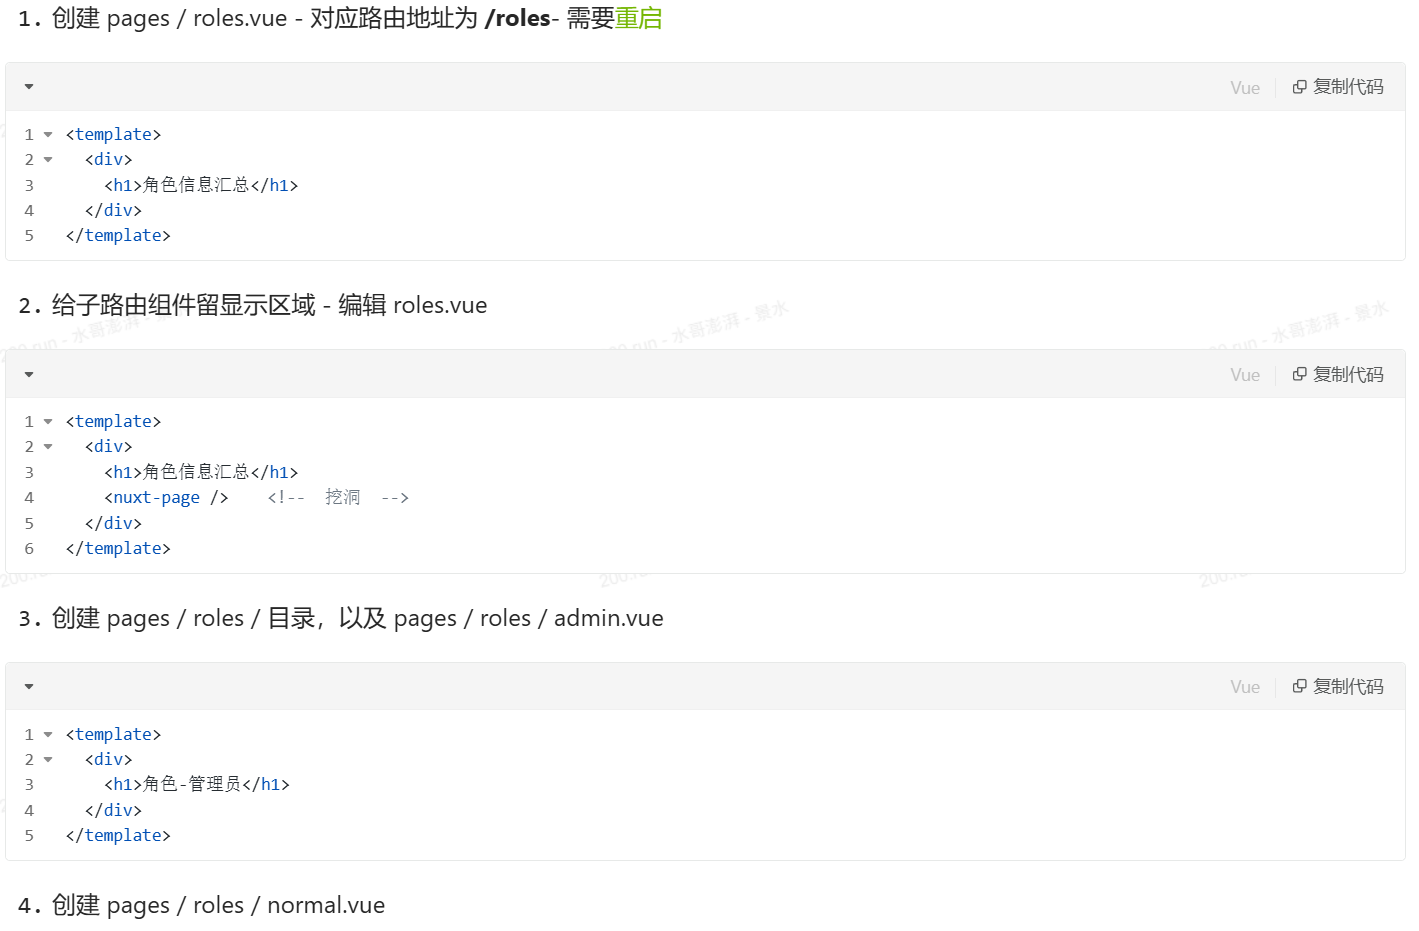 1. 创建 pages / roles.vue - 对应路由地址为 /roles- 需要重启
Vue 复制代码
1 <template>
2 <div>
3 <h1>角色信息汇总</h1>
4 </div>
5 </template>
2. 给子路由组件留显示区域 - 编辑 roles.vue
水哥澎湃 - 景水
Vue 复制代码
1 <template>
2 <div>
3 <h1>角色信息汇总</h1>
4 <nuxt-page /> <!-- 挖洞 -->
5 </div>
6 </template>
3. 创建 pages / roles / 目录，以及 pages / roles / admin.vue
Vue 复制代码
1 <template>
2 <div>
3 <h1>角色-管理员</h1>
4 </div>
5 </template>
4. 创建 pages / roles / normal.vue